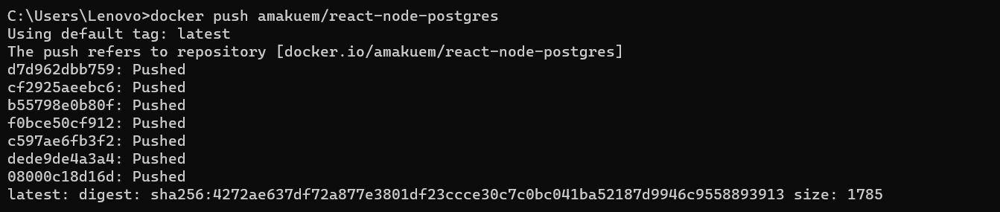 C:\Users\Lenovo>docker push amakuem/react-node-postgres
Using default tag: latest
The push refers to repository [docker.io/amakuem/react-node-postgres]
d7d962dbb759: Pushed
cf2925aeebc6: Pushed
b55798e0b80f: Pushed
f0bce50cf912: Pushed
c597ae6fb3f2: Pushed
dede9de4a3a4: Pushed
08000c18d16d: Pushed
latest: digest: sha256:4272ae637df72a877e3801df23ccce30c7c0bc041ba52187d9946c9558893913 size: 1785